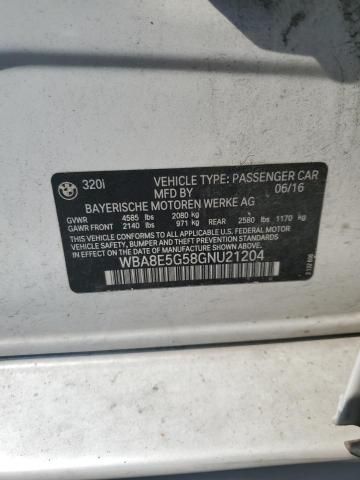 320i VEHICLE TYPE: PASSENGER CAR
MFD BY 06/16
BAYERISCHE MOTOREN WERKE AG
GVWR 4585 lbs 2080 kg
GAWR FRONT 2140 lbs 971 kg REAR 2580 lbs 1170 kg
THIS VEHICLE CONFORMS TO ALL APPLICABLE U.S. FEDERAL MOTOR
VEHICLE SAFETY, BUMPER, AND THEFT PREVENTION STANDARDS
IN EFFECT ON THE DATE OF MANUFACTURE SHOWN ABOVE.
WBA8E5G58GNU21204